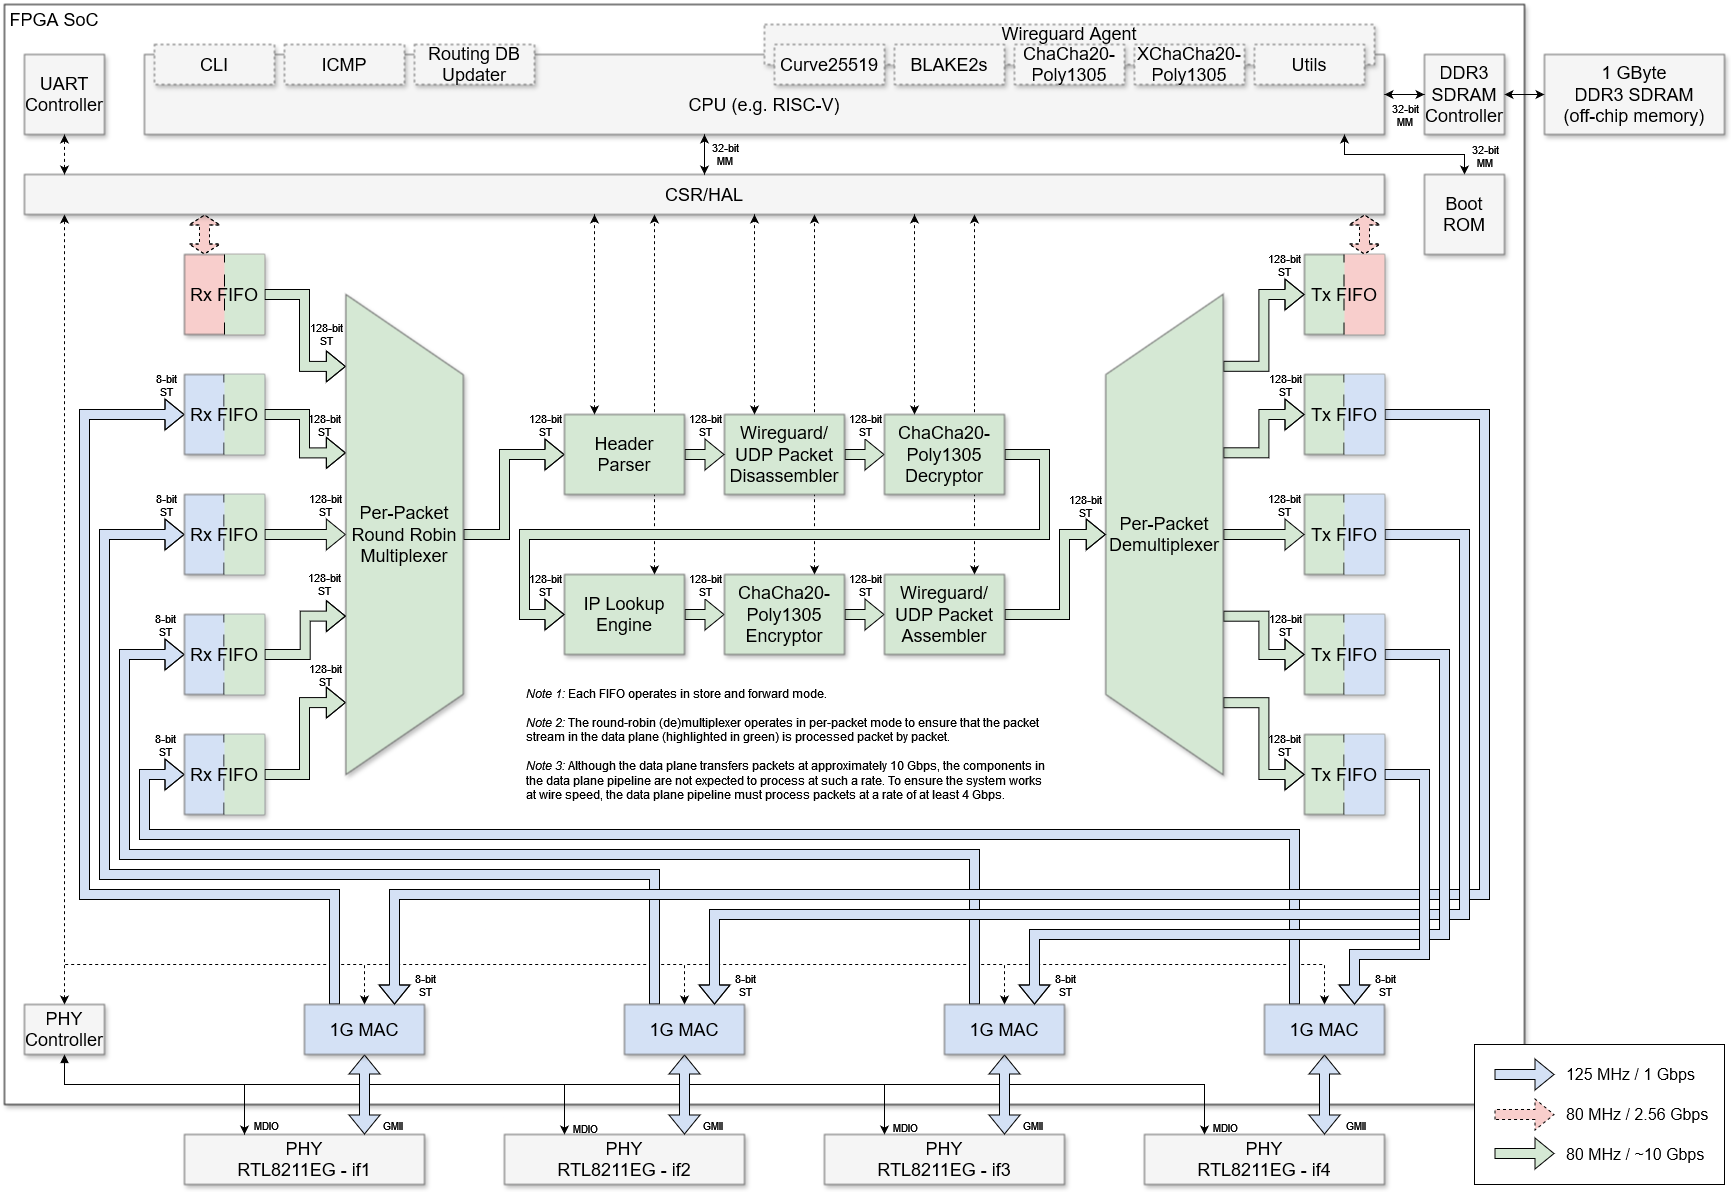 FPGA SoC
UART
Controller
CLI
ICMP
Routing DB
Updater
Wireguard Agent
Curve25519
BLAKE2s
ChaCha20-
Poly1305
XChaCha20-
Poly1305
Utils
CPU (e.g. RISC-V)
32-bit
MM
DDR3
SDRAM
Controller
1 GByte
DDR3 SDRAM
(off-chip memory)
32-bit
MM
32-bit
MM
CSR/HAL
Boot
ROM
Rx FIFO
128-bit
ST
8-bit
ST
Rx FIFO
128-bit
ST
8-bit
ST
Rx FIFO
128-bit
ST
8-bit
ST
Rx FIFO
128-bit
ST
8-bit
ST
Rx FIFO
128-bit
ST
Per-Packet
Round Robin
Multiplexer
128-bit
ST
Header
Parser
128-bit
ST
Wireguard/
UDP Packet
Disassembler
128-bit
ST
ChaCha20-
Poly1305
Decryptor
128-bit
ST
IP Lookup
Engine
128-bit
ST
ChaCha20-
Poly1305
Encryptor
128-bit
ST
Wireguard/
UDP Packet
Assembler
128-bit
ST
Per-Packet
Demultiplexer
128-bit
ST
Tx FIFO
128-bit
ST
Tx FIFO
128-bit
ST
Tx FIFO
128-bit
ST
Tx FIFO
128-bit
ST
Tx FIFO
Note 1: Each FIFO operates in store and forward mode.
Note 2: The round-robin (de)multiplexer operates in per-packet mode to ensure that the packet
stream in the data plane (highlighted in green) is processed packet by packet.
Note 3: Although the data plane transfers packets at approximately 10 Gbps, the components in
the data plane pipeline are not expected to process at such a rate. To ensure the system works
at wire speed, the data plane pipeline must process packets at a rate of at least 4 Gbps.
8-bit
ST
8-bit
ST
8-bit
ST
8-bit
ST
PHY
Controller
1G MAC
1G MAC
1G MAC
1G MAC
MDIO
GMII
MDIO
GMII
MDIO
GMII
MDIO
GMII
PHY
RTL8211EG - if1
PHY
RTL8211EG - if2
PHY
RTL8211EG - if3
PHY
RTL8211EG - if4
125 MHz / 1 Gbps
80 MHz / 2.56 Gbps
80 MHz / ~10 Gbps